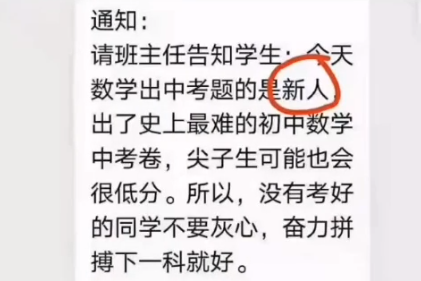 通知：
请班主任告知学生：今天
数学出中考题的是新人，
出了史上最难的初中数学
中考卷，尖子生可能也会
很低分。所以，没有考好
的同学不要灰心，奋力拼
搏下一科就好。